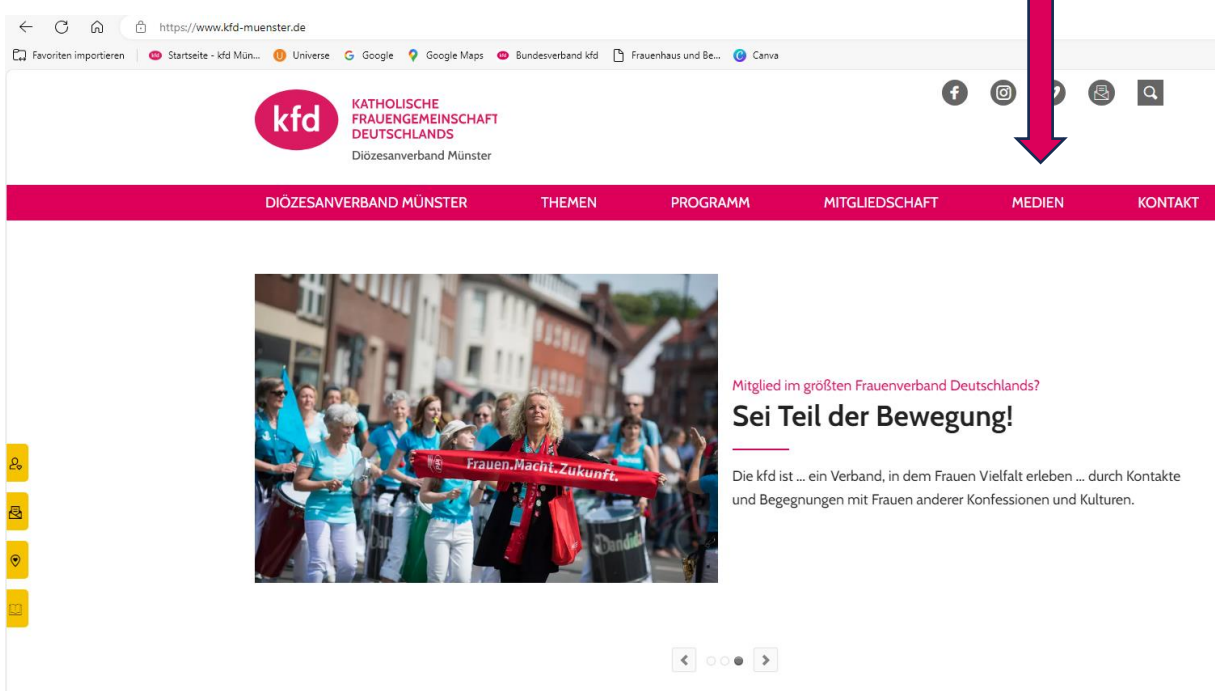 https://www.kfd-muenster.de
Favoriten importieren Startseite - kfd Mün... Universe Google Google Maps Bundesverband kfd Frauenhaus und Be... Canva
kfd
KATHOLISCHE
FRAUENGEMEINSCHAFT
DEUTSCHLANDS
Diözesanverband Münster
DIÖZESANVERBAND MÜNSTER THEMEN PROGRAMM MITGLIEDSCHAFT MEDIEN KONTAKT
Frauen.Macht.Zukunft.
Mitglied im größten Frauenverband Deutschlands?
Sei Teil der Bewegung!
Die kfd ist ... ein Verband, in dem Frauen Vielfalt erleben ... durch Kontakte
und Begegnungen mit Frauen anderer Konfessionen und Kulturen.